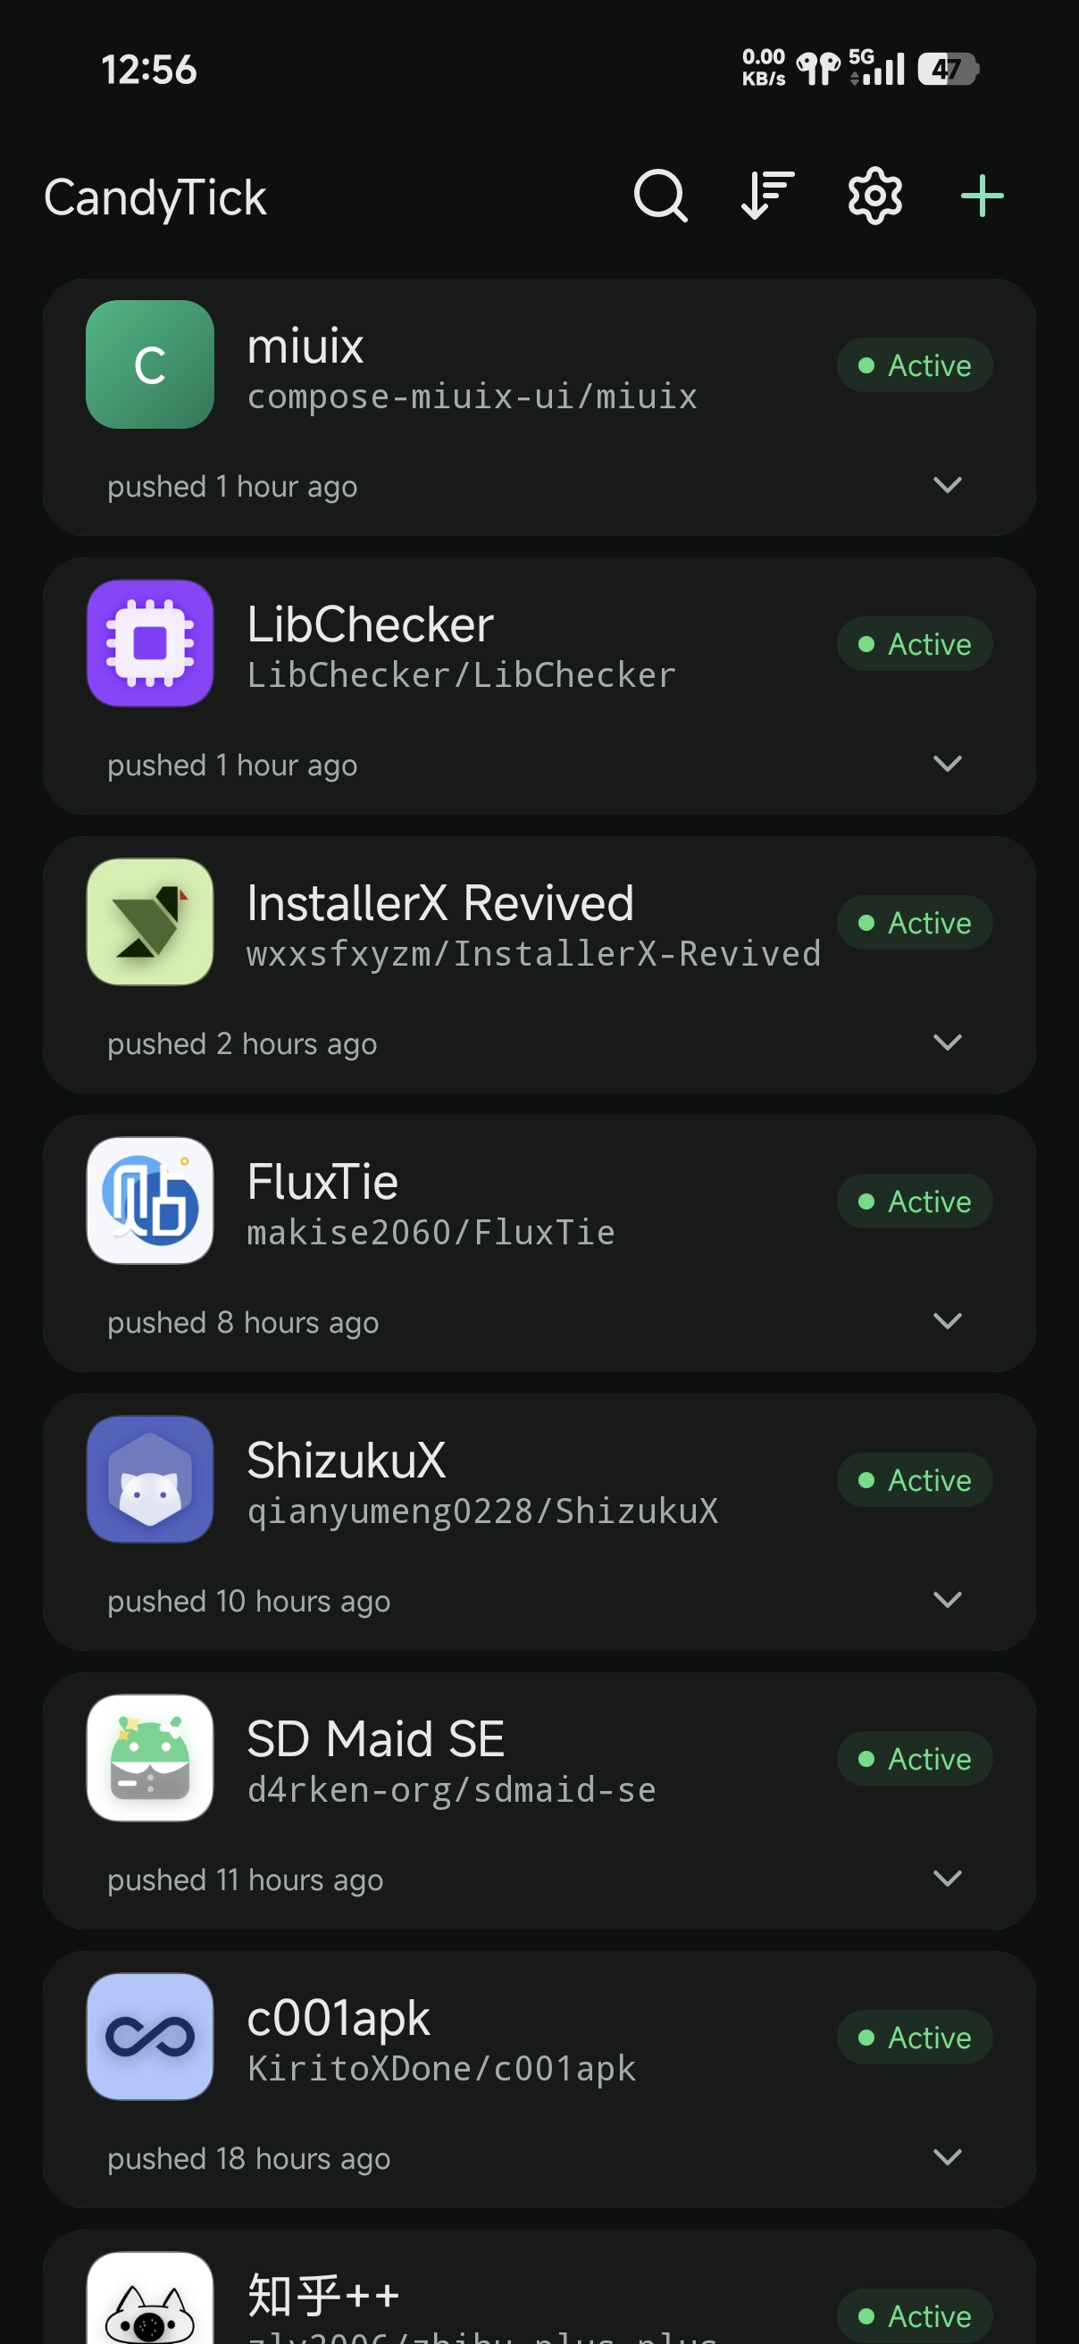 12:56
0.00
KB/s
5G
47
CandyTick
C
miuix
compose-miuix-ui/miuix
Active
pushed 1 hour ago
LibChecker
LibChecker/LibChecker
Active
pushed 1 hour ago
InstallerX Revived
wxxsfxyzm/InstallerX-Revived
Active
pushed 2 hours ago
FluxTie
makise2060/FluxTie
Active
pushed 8 hours ago
ShizukuX
qianyumeng0228/ShizukuX
Active
pushed 10 hours ago
SD Maid SE
d4rken-org/sdmaid-se
Active
pushed 11 hours ago
c001apk
KiritoXDone/c001apk
Active
pushed 18 hours ago
知乎++
Active